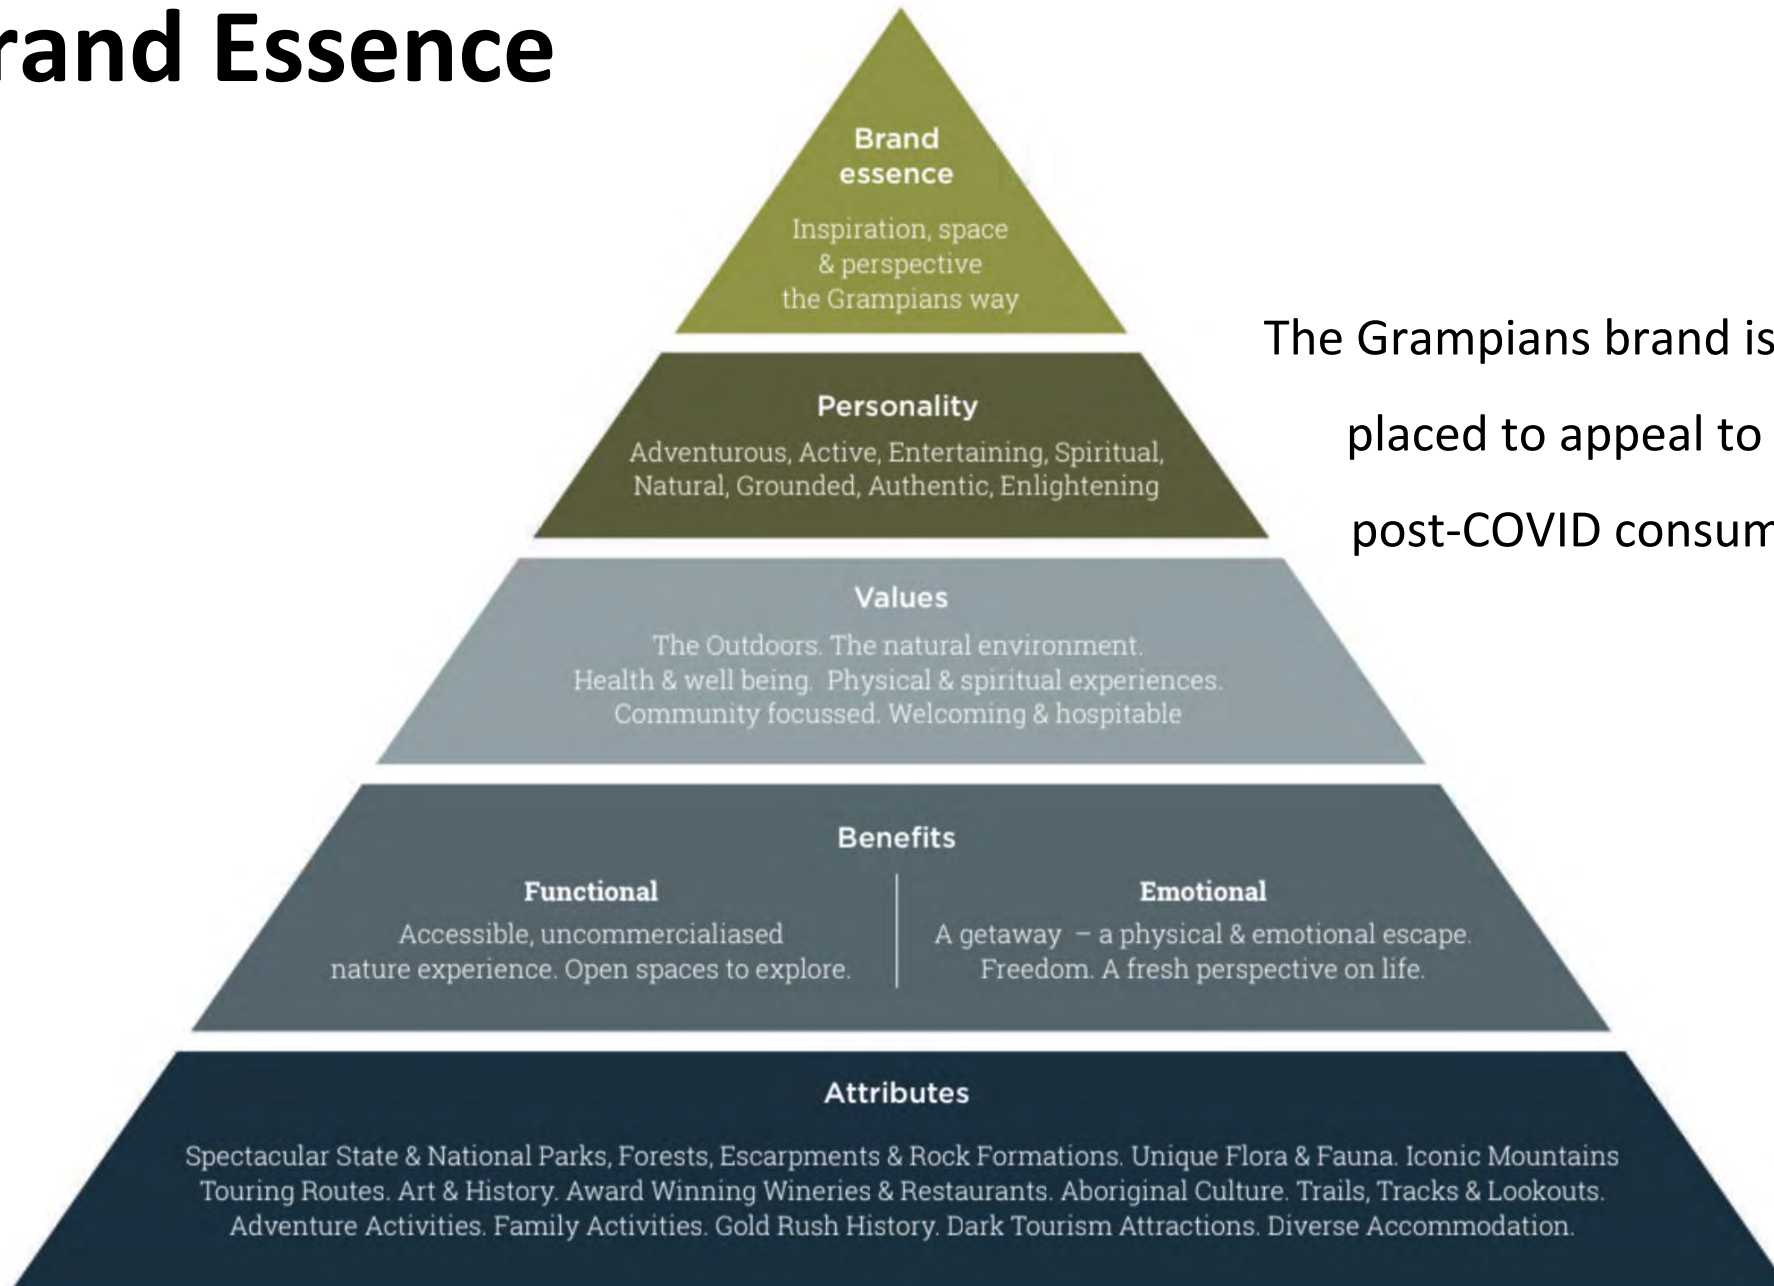 rand Essence
Brand
essence
Inspiration, space
& perspective
the Grampians way
The Grampians brand is
placed to appeal to
post-COVID consum
Personality
Adventurous, Active, Entertaining, Spiritual,
Natural, Grounded, Authentic, Enlightening
Values
The Outdoors. The natural environment.
Health & well being. Physical & spiritual experiences.
Community focussed. Welcoming & hospitable
Benefits
Functional
Accessible, uncommercialiased
nature experience. Open spaces to explore.
Emotional
A getaway – a physical & emotional escape.
Freedom. A fresh perspective on life.
Attributes
Spectacular State & National Parks, Forests, Escarpments & Rock Formations. Unique Flora & Fauna. Iconic Mountains
Touring Routes. Art & History. Award Winning Wineries & Restaurants. Aboriginal Culture. Trails, Tracks & Lookouts.
Adventure Activities. Family Activities. Gold Rush History. Dark Tourism Attractions. Diverse Accommodation.